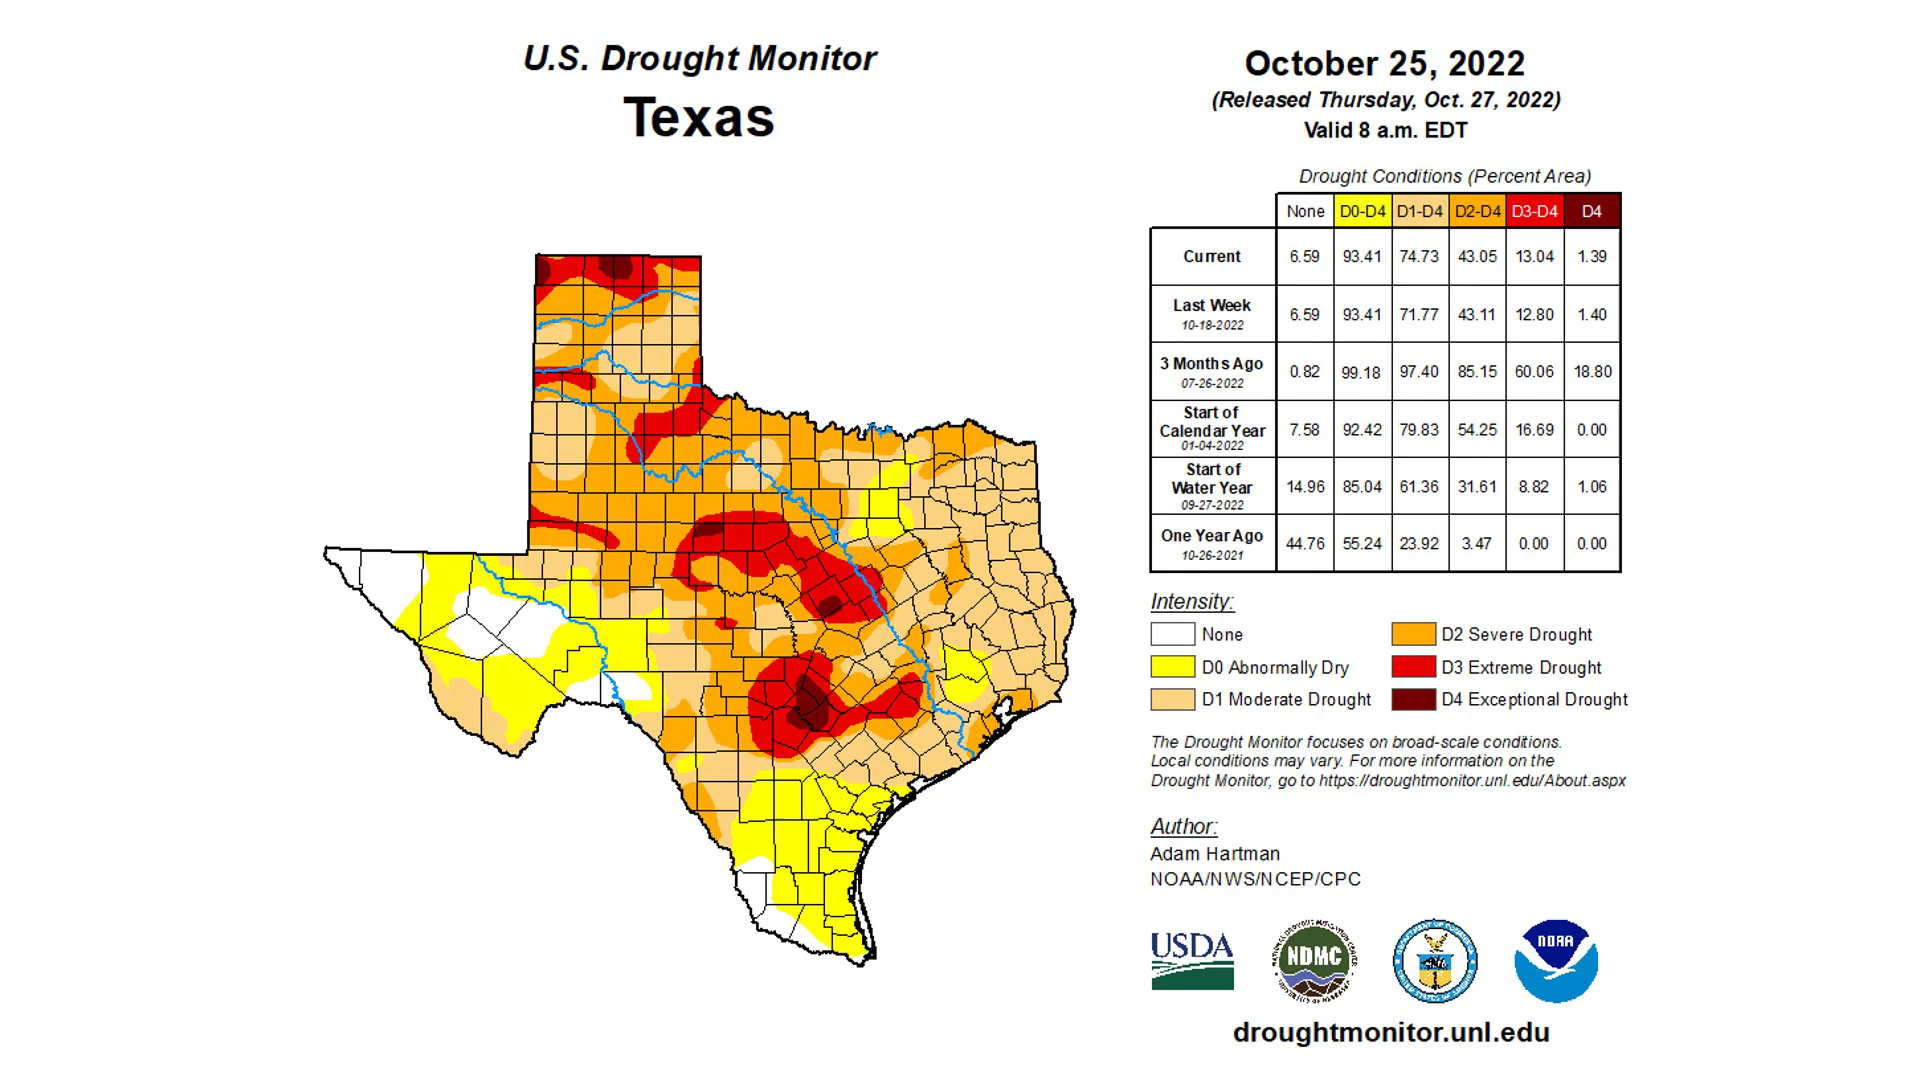 U.S. Drought Monitor
Texas
October 25, 2022
(Released Thursday, Oct. 27, 2022)
Valid 8 a.m. EDT
Drought Conditions (Percent Area)
None D0-D4 D1-D4 D2-D4 D3-D4 D4
Current 6.59 93.41 74.73 43.05 13.04 1.39
Last Week
10-18-2022
6.59 93.41 71.77 43.11 12.80 1.40
3 Months Ago
07-26-2022
0.82 99.18 97.40 85.15 60.06 18.80
Start of
Calendar Year
01-04-2022
7.58 92.42 79.83 54.25 16.69 0.00
Start of
Water Year
09-27-2022
14.96 85.04 61.36 31.61 8.82 1.06
One Year Ago
10-26-2021
44.76 55.24 23.92 3.47 0.00 0.00
Intensity:
None
D0 Abnormally Dry
D1 Moderate Drought
D2 Severe Drought
D3 Extreme Drought
D4 Exceptional Drought
The Drought Monitor focuses on broad-scale conditions.
Local conditions may vary. For more information on the
Drought Monitor, go to https://droughtmonitor.unl.edu/About.aspx
Author:
Adam Hartman
NOAA/NWS/NCEP/CPC
USDA
NDMC
NOAA
droughtmonitor.unl.edu